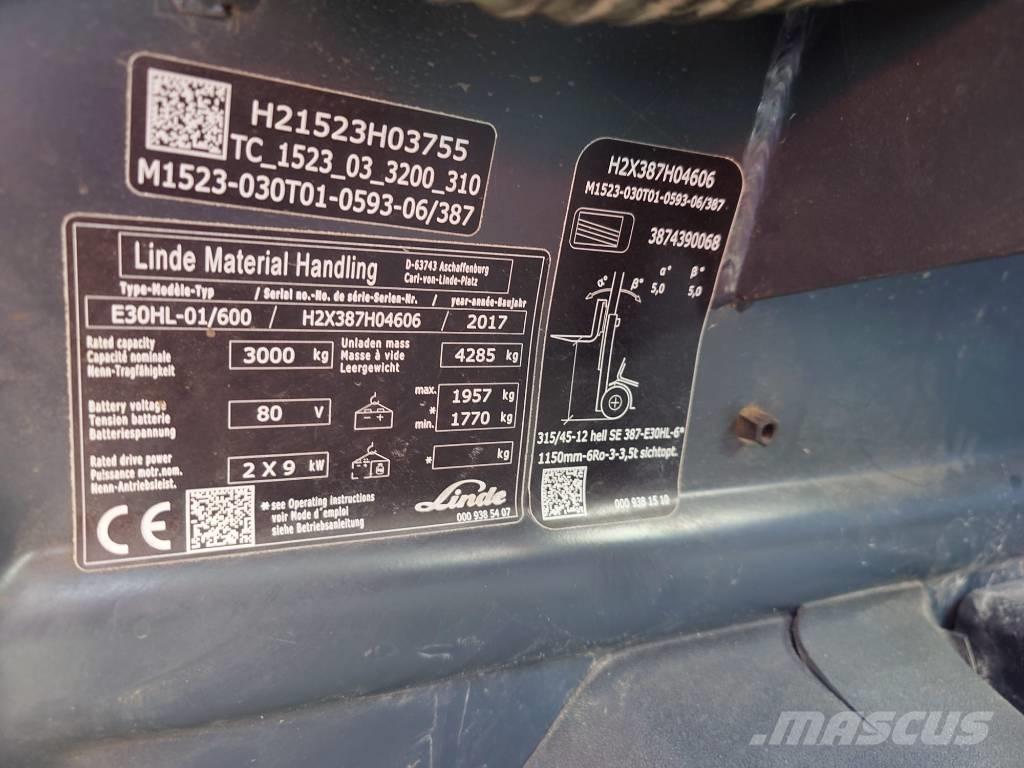 H21523H03755
TC_1523_03_3200_310
M1523-030T01-0593-06/387
Linde Material Handling
D-63743 Aschaffenburg
Carl-von-Linde-Platz
Type-Modèle-Typ / Serial no.-No. de série-Serien-Nr. / year-année-Baujahr
E30HL-01/600 / H2X387H04606 / 2017
Rated capacity
Capacité nominale
Nenn-Tragfähigkeit
3000 kg
Unladen mass
Masse à vide
Leergewicht
4285 kg
Battery voltage
Tension batterie
Batteriespannung
80 V
- +
max. 1957 kg
*
min. 1770 kg
Rated drive power
Puissance motr.nom.
Nenn-Antriebsleist.
2 X 9 kW
* kg
CE
*see Operating instructions
voir Mode d'emploi
siehe Betriebsanleitung
Linde
000 938 54 07
H2X387H04606
M1523-030T01-0593-06/387
3874390068
α° β°
5,0 5,0
α° β°
315/45-12 hell SE 387-E30HL-6*
1150mm-6Ro-3-3,5t sichtopt.
000 938 15 10
MASCUS